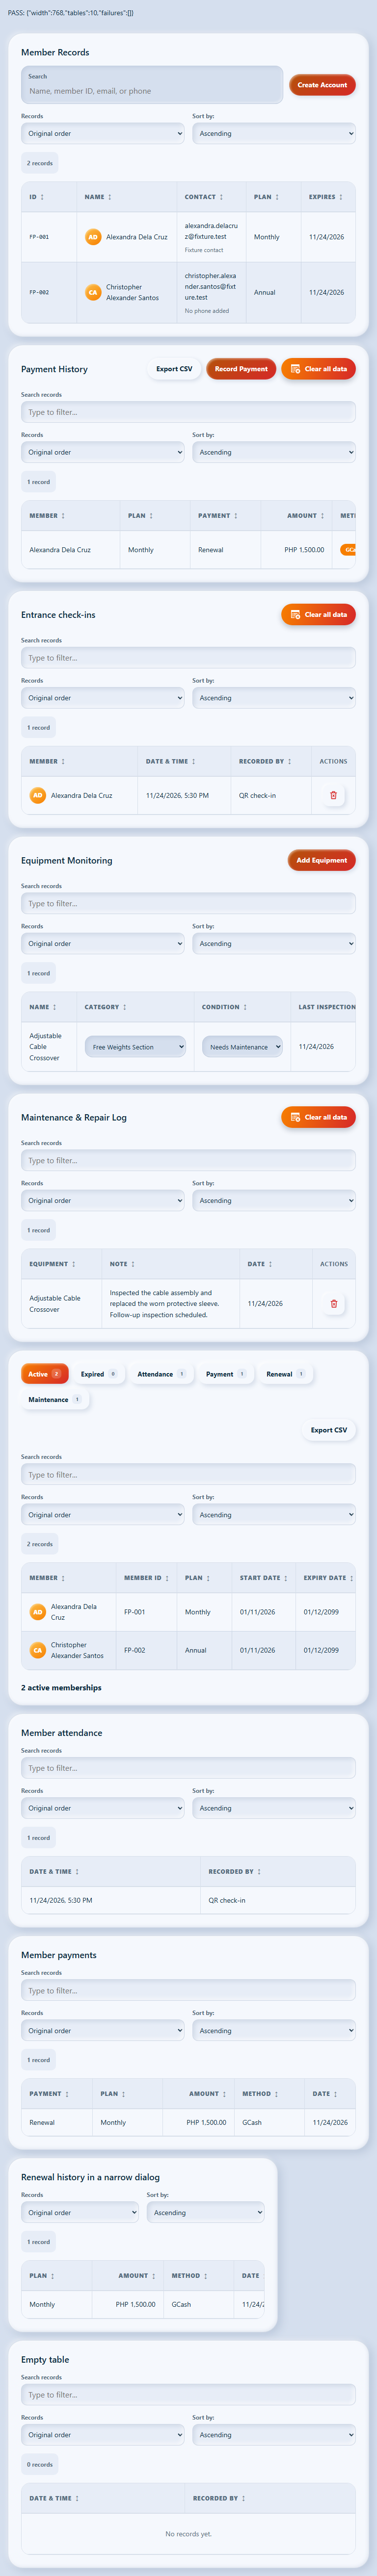 PASS: {"width":768,"tables":10,"failures":[]}
Member Records
Search
Name, member ID, email, or phone
Create Account
Records
Sort by:
Original order
Ascending
2 records
ID
NAME
CONTACT
PLAN
EXPIRES
FP-001
AD
Alexandra Dela Cruz
alexandra.delacru
z@fixture.test
Fixture contact
Monthly
11/24/2026
FP-002
CA
Christopher
Alexander Santos
christopher.alexa
nder.santos@fixt
ure.test
No phone added
Annual
11/24/2026
Payment History
Export CSV
Record Payment
Clear all data
Search records
Type to filter...
Records
Sort by:
Original order
Ascending
1 record
MEMBER
PLAN
PAYMENT
AMOUNT
Alexandra Dela Cruz
Monthly
Renewal
PHP 1,500.00
Entrance check-ins
Clear all data
Search records
Type to filter...
Records
Sort by:
Original order
Ascending
1 record
MEMBER
DATE & TIME
RECORDED BY
ACTIONS
AD
Alexandra Dela Cruz
11/24/2026, 5:30 PM
QR check-in
Equipment Monitoring
Add Equipment
Search records
Type to filter...
Records
Sort by:
Original order
Ascending
1 record
NAME
CATEGORY
CONDITION
LAST INSPECTION
Adjustable
Cable
Crossover
Free Weights Section
Needs Maintenance
11/24/2026
Maintenance & Repair Log
Clear all data
Search records
Type to filter...
Records
Sort by:
Original order
Ascending
1 record
EQUIPMENT
NOTE
DATE
ACTIONS
Adjustable Cable
Crossover
Inspected the cable assembly and
replaced the worn protective sleeve.
Follow-up inspection scheduled.
11/24/2026
Active 2
Expired 0
Attendance 1
Payment 1
Renewal 1
Maintenance 1
Export CSV
Search records
Type to filter...
Records
Sort by:
Original order
Ascending
2 records
MEMBER
MEMBER ID
PLAN
START DATE
EXPIRY DATE
AD
Alexandra Dela
Cruz
FP-001
Monthly
01/11/2026
01/12/2099
CA
Christopher
Alexander Santos
FP-002
Annual
01/11/2026
01/12/2099
2 active memberships
Member attendance
Search records
Type to filter...
Records
Sort by:
Original order
Ascending
1 record
DATE & TIME
RECORDED BY
11/24/2026, 5:30 PM
QR check-in
Member payments
Search records
Type to filter...
Records
Sort by:
Original order
Ascending
1 record
PAYMENT
PLAN
AMOUNT
METHOD
DATE
Renewal
Monthly
PHP 1,500.00
GCash
11/24/2026
Renewal history in a narrow dialog
Records
Sort by:
Original order
Ascending
1 record
PLAN
AMOUNT
METHOD
DATE
Monthly
PHP 1,500.00
GCash
Empty table
Search records
Type to filter...
Records
Sort by:
Original order
Ascending
0 records
DATE & TIME
RECORDED BY
No records yet.